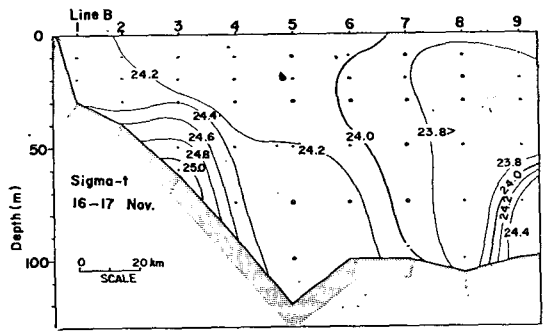 Line B
1 2 3 4 5 6 7 8 9
0
50
100
Depth (m)
24.2
24.4
24.6
24.8
25.0
24.2
24.0
23.8>
23.8
24.0
24.2
24.4
Sigma-t
16-17 Nov.
0 20 km
SCALE